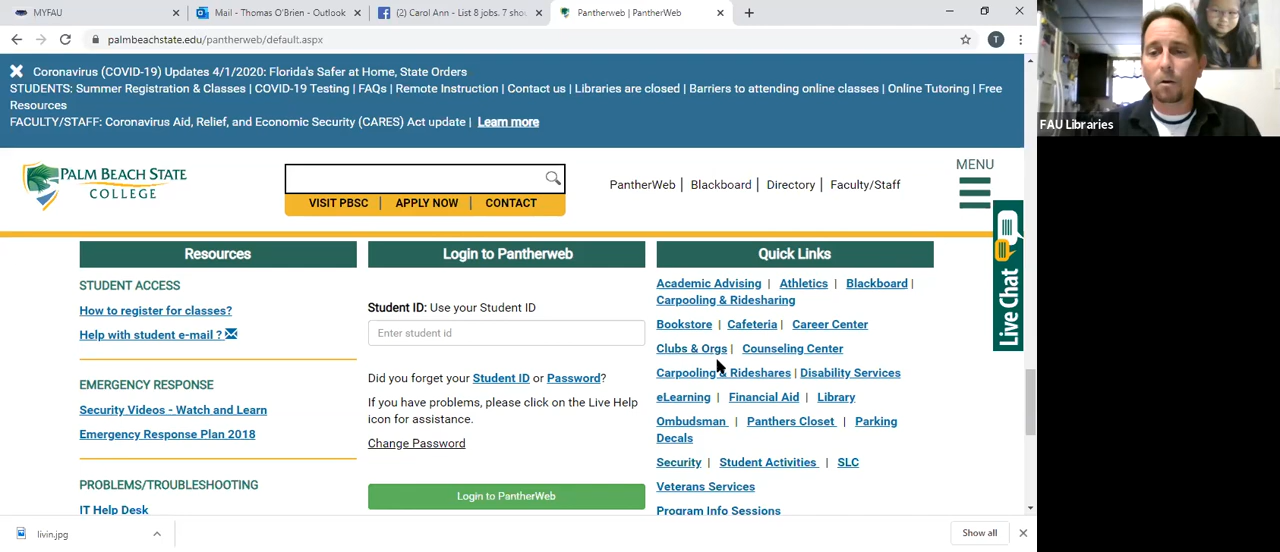 MYFAU
Mail - Thomas O'Brien - Outlook
(2) Carol Ann - List 8 jobs. 7 sho
Pantherweb | PantherWeb
palmbeachstate.edu/pantherweb/default.aspx
T
Coronavirus (COVID-19) Updates 4/1/2020: Florida's Safer at Home, State Orders
STUDENTS: Summer Registration & Classes | COVID-19 Testing | FAQs | Remote Instruction | Contact us | Libraries are closed | Barriers to attending online classes | Online Tutoring | Free
Resources
FACULTY/STAFF: Coronavirus Aid, Relief, and Economic Security (CARES) Act update | Learn more
FAU Libraries
PALM BEACH STATE
COLLEGE
VISIT PBSC | APPLY NOW | CONTACT
PantherWeb | Blackboard | Directory | Faculty/Staff
MENU
Live Chat
Resources
STUDENT ACCESS
How to register for classes?
Help with student e-mail ?
EMERGENCY RESPONSE
Security Videos - Watch and Learn
Emergency Response Plan 2018
PROBLEMS/TROUBLESHOOTING
IT Help Desk
Login to Pantherweb
Student ID: Use your Student ID
Enter student id
Did you forget your Student ID or Password?
If you have problems, please click on the Live Help
icon for assistance.
Change Password
Login to PantherWeb
Quick Links
Academic Advising | Athletics | Blackboard |
Carpooling & Ridesharing
Bookstore | Cafeteria | Career Center
Clubs & Orgs | Counseling Center
Carpooling & Rideshares | Disability Services
eLearning | Financial Aid | Library
Ombudsman | Panthers Closet | Parking
Decals
Security | Student Activities | SLC
Veterans Services
Program Info Sessions
livin.jpg
Show all